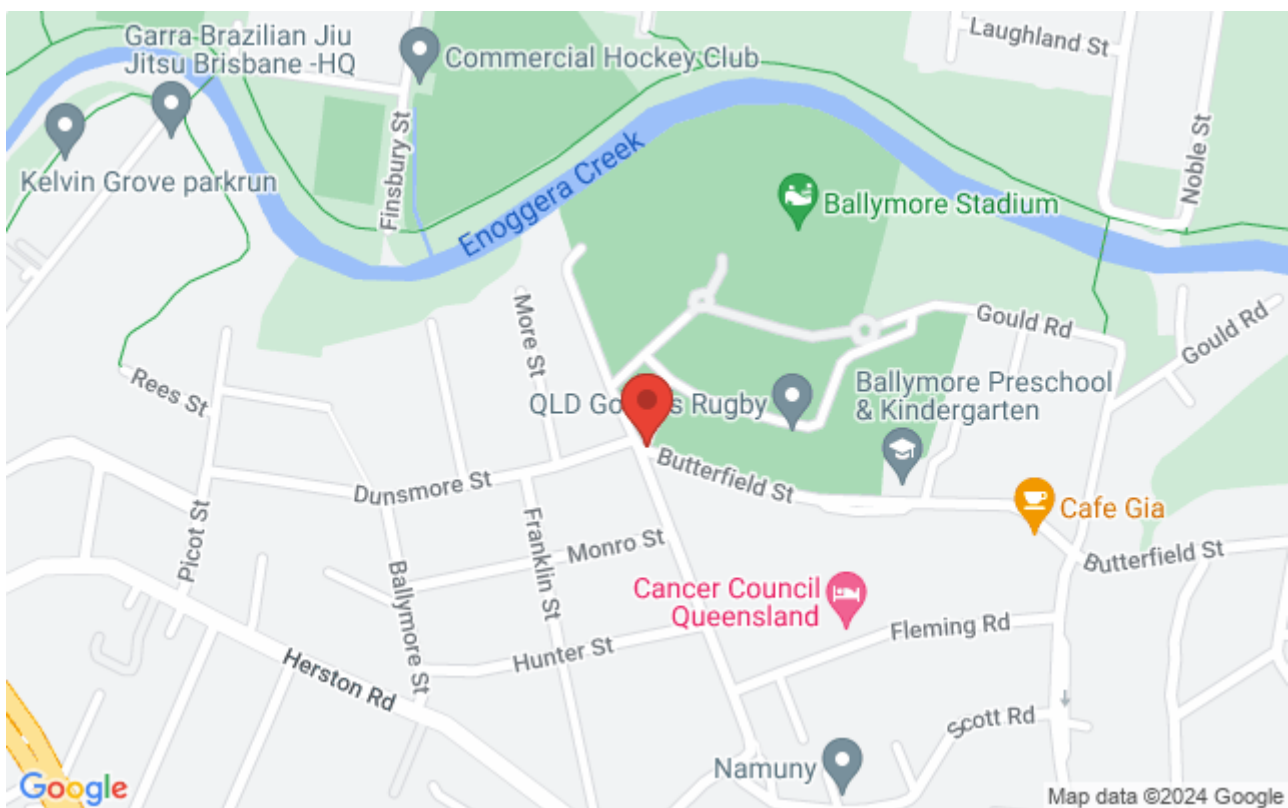 Garra Brazilian Jiu
Jitsu Brisbane -HQ
Commercial Hockey Club
Laughland St
Kelvin Grove parkrun
Finsbury St
Enoggera Creek
Noble St
Ballymore Stadium
More St
Gould Rd
Gould Rd
Rees St
QLD Go s Rugby
Ballymore Preschool
& Kindergarten
Dunsmore St
Butterfield St
Cafe Gia
Picot St
Franklin St
Monro St
Butterfield St
Ballymore St
Cancer Council
Queensland
Fleming Rd
Hunter St
Herston Rd
Scott Rd
Namuny
Google
Map data ©2024 Google